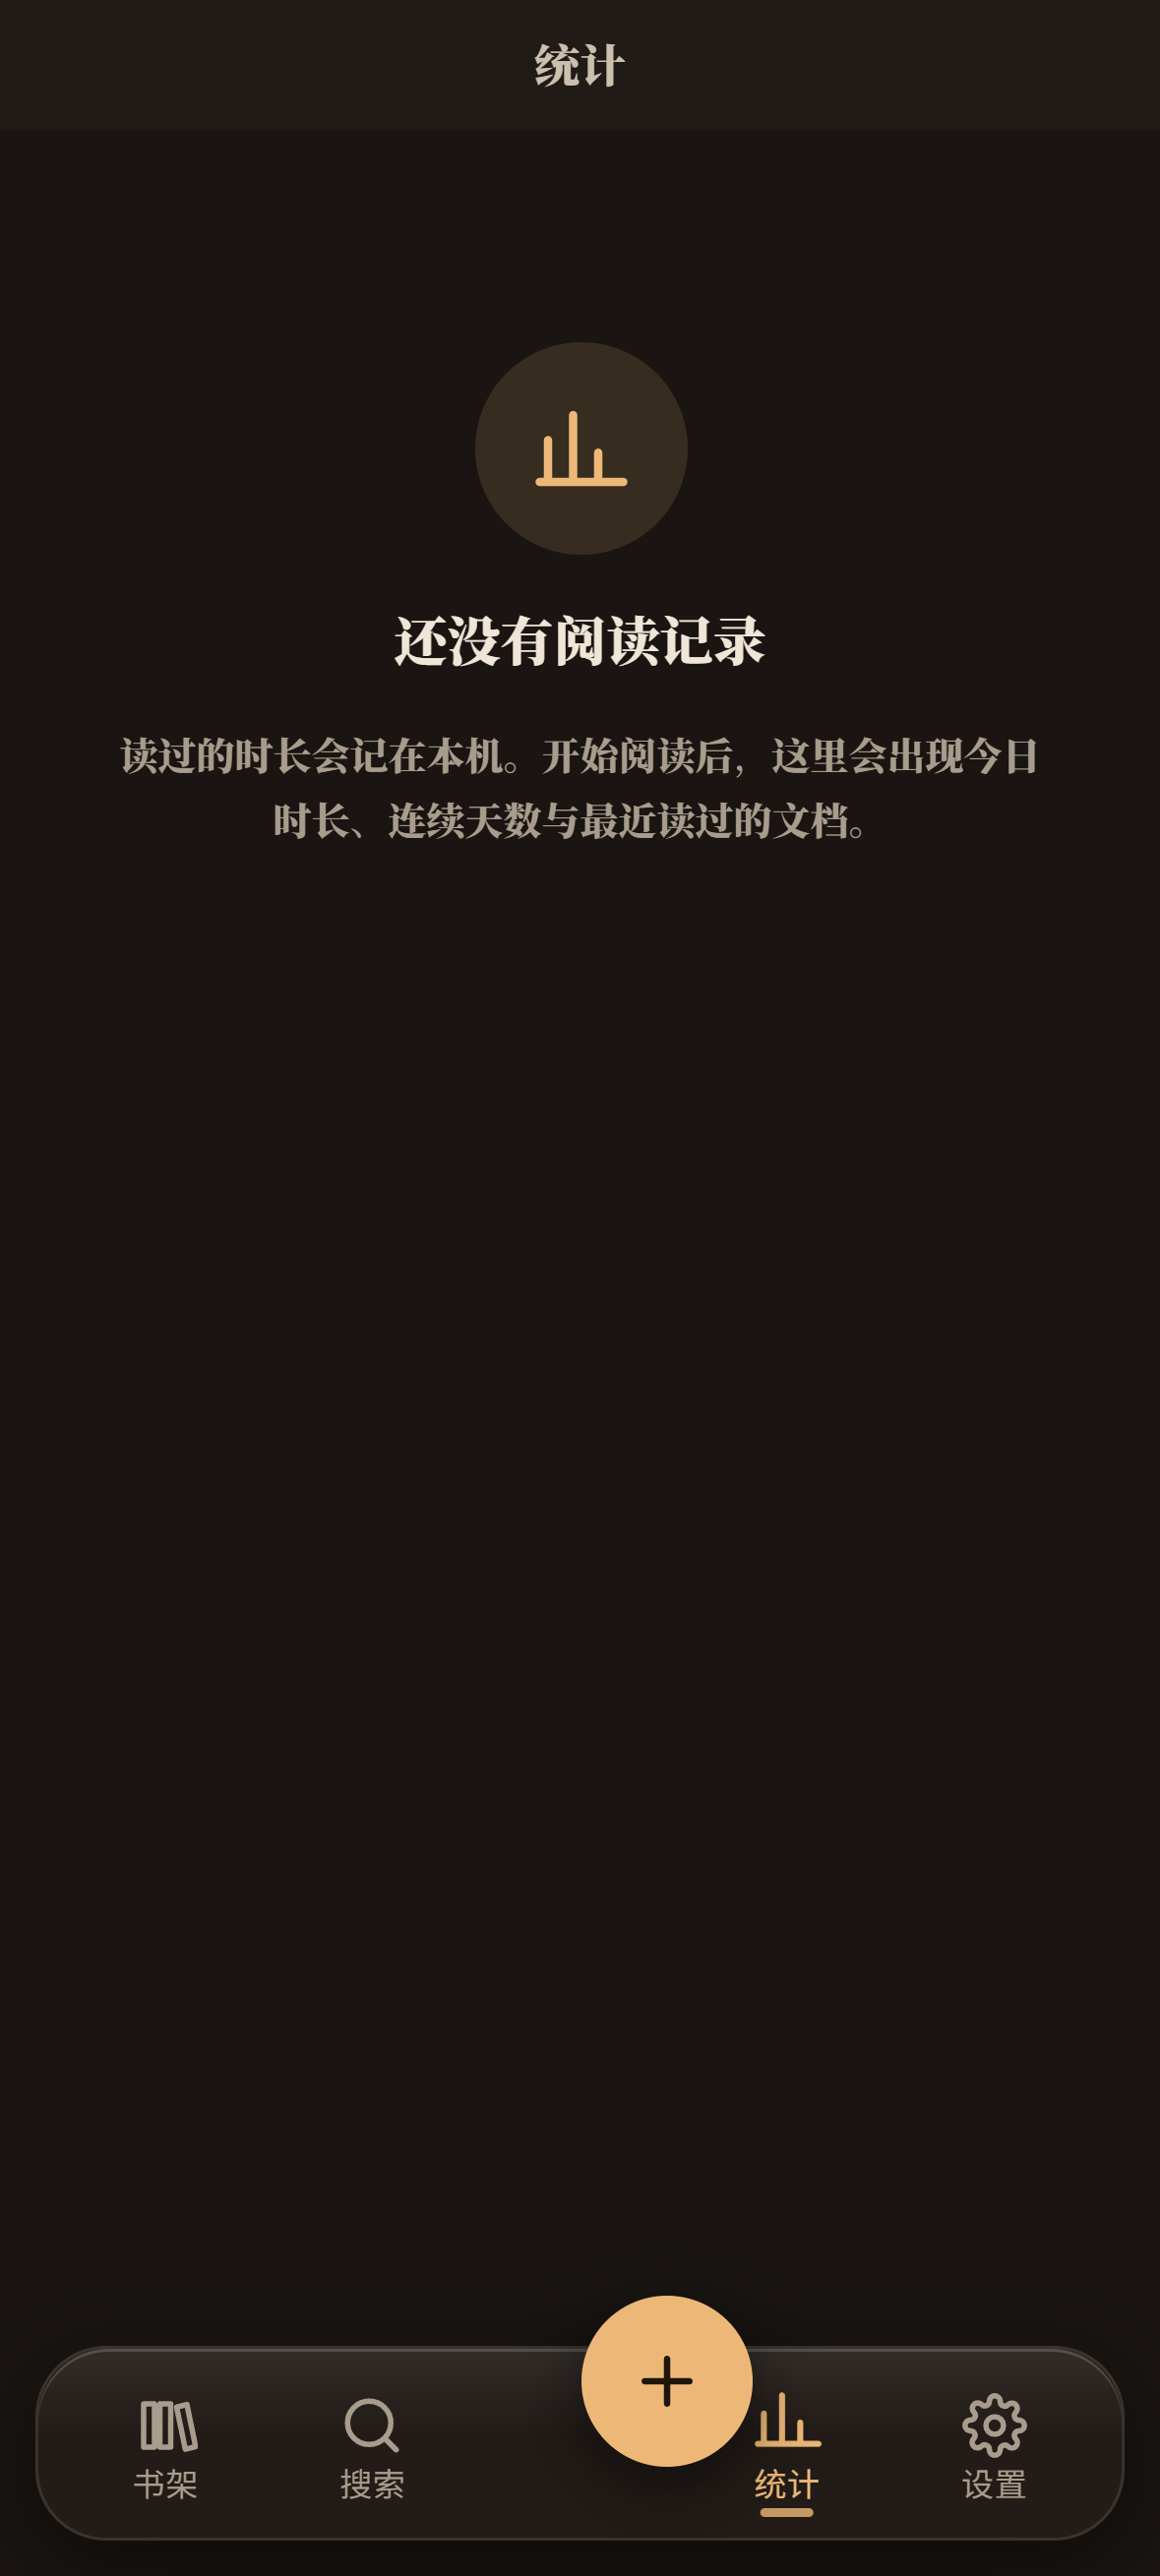 统计
还没有阅读记录
读过的时长会记在本机。开始阅读后，这里会出现今日
时长、连续天数与最近读过的文档。
书架
搜索
统计
设置